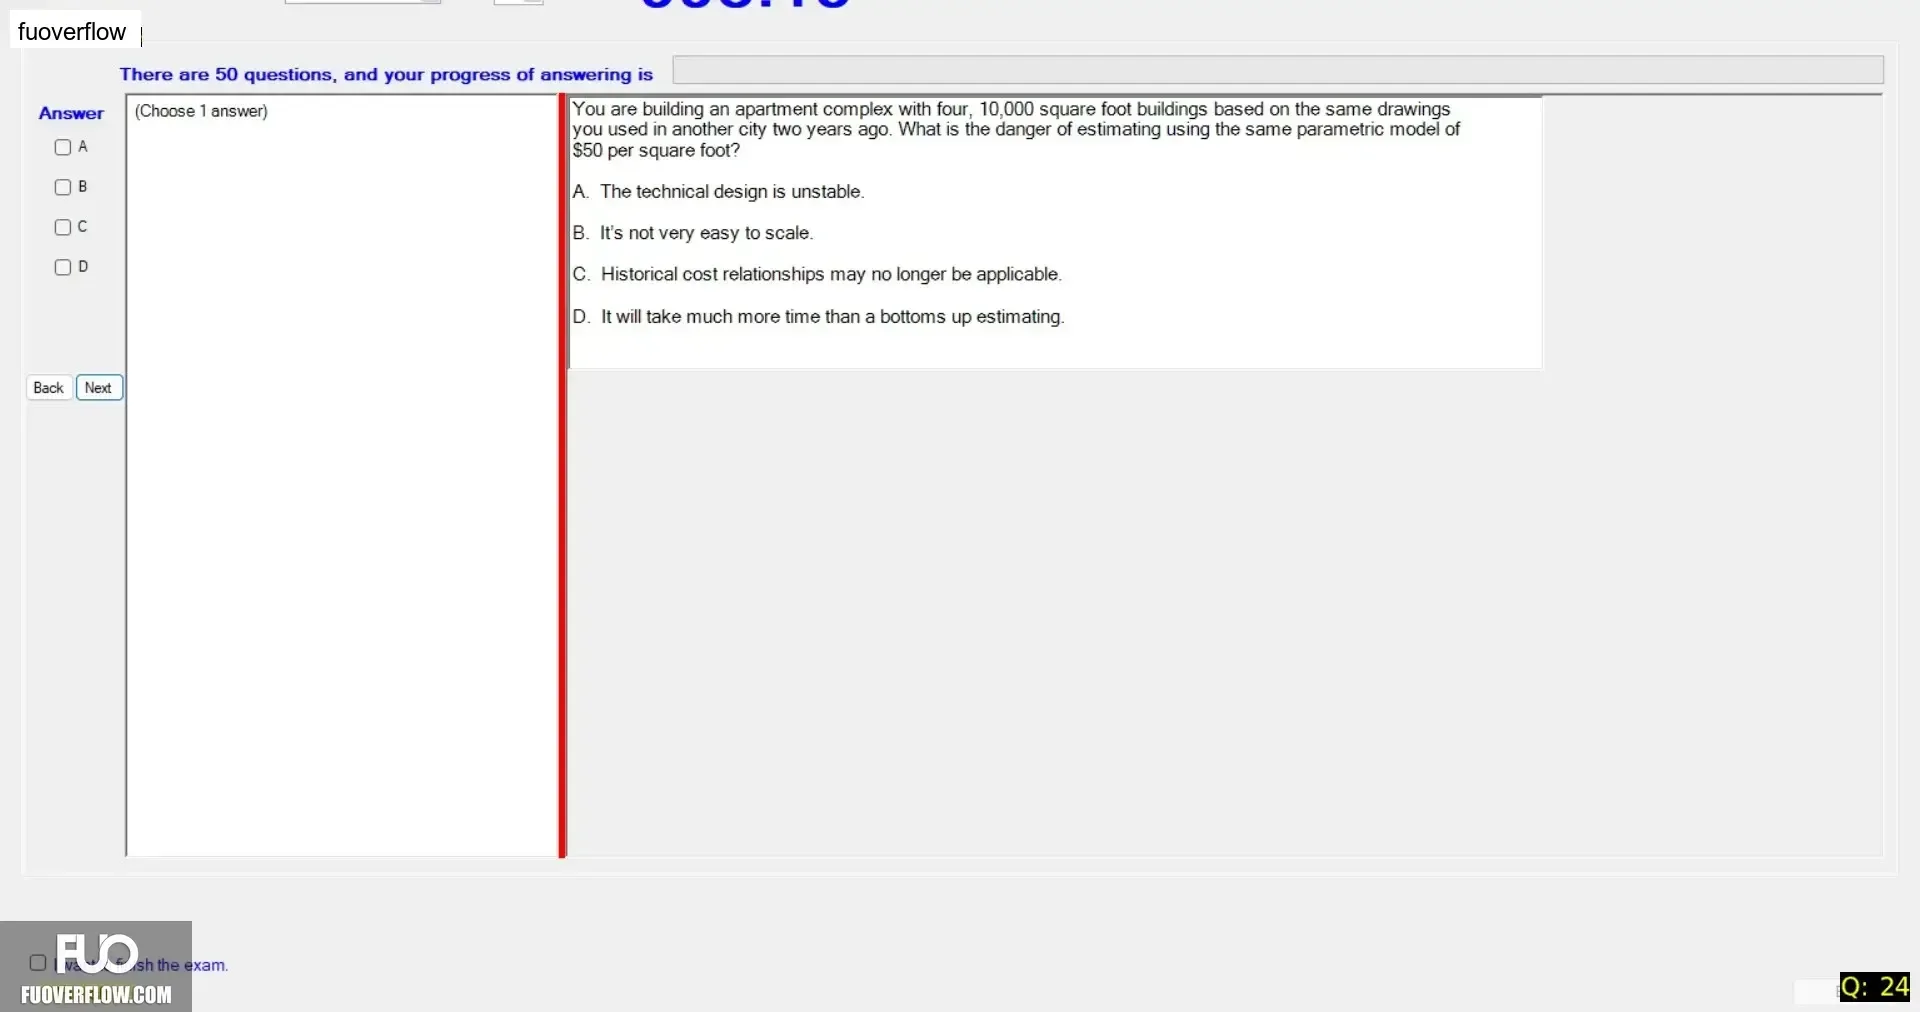 fuoverflow
There are 50 questions, and your progress of answering is
Answer
(Choose 1 answer)
A
B
C
D
Back Next
You are building an apartment complex with four, 10,000 square foot buildings based on the same drawings
you used in another city two years ago. What is the danger of estimating using the same parametric model of
$50 per square foot?
A. The technical design is unstable.
B. It's not very easy to scale.
C. Historical cost relationships may no longer be applicable.
D. It will take much more time than a bottoms up estimating.
FUO
the exam.
FUOVERFLOW.COM
Q: 24